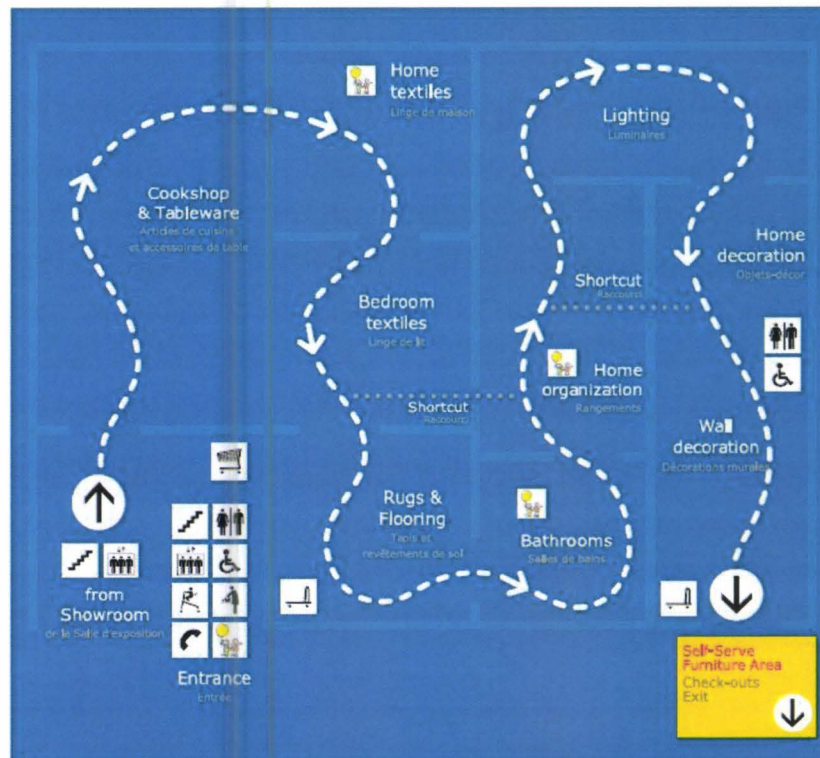 Home
textiles
Linge de maison
Lighting
Luminaires
Cookshop
& Tableware
Articles de cuisine
et accessoires de table
Home
decoration
Objets-décor
Shortcut
Raccourci
Bedroom
textiles
Linge de lit
Home
organization
Rangements
Shortcut
Raccourci
Wall
decoration
Décorations murales
Rugs &
Flooring
Tapis et
revêtements de sol
Bathrooms
Salles de bains
from
Showroom
de la Salle d'exposition
Entrance
Entrée
Self-Serve
Furniture Area
Check-outs
Exit